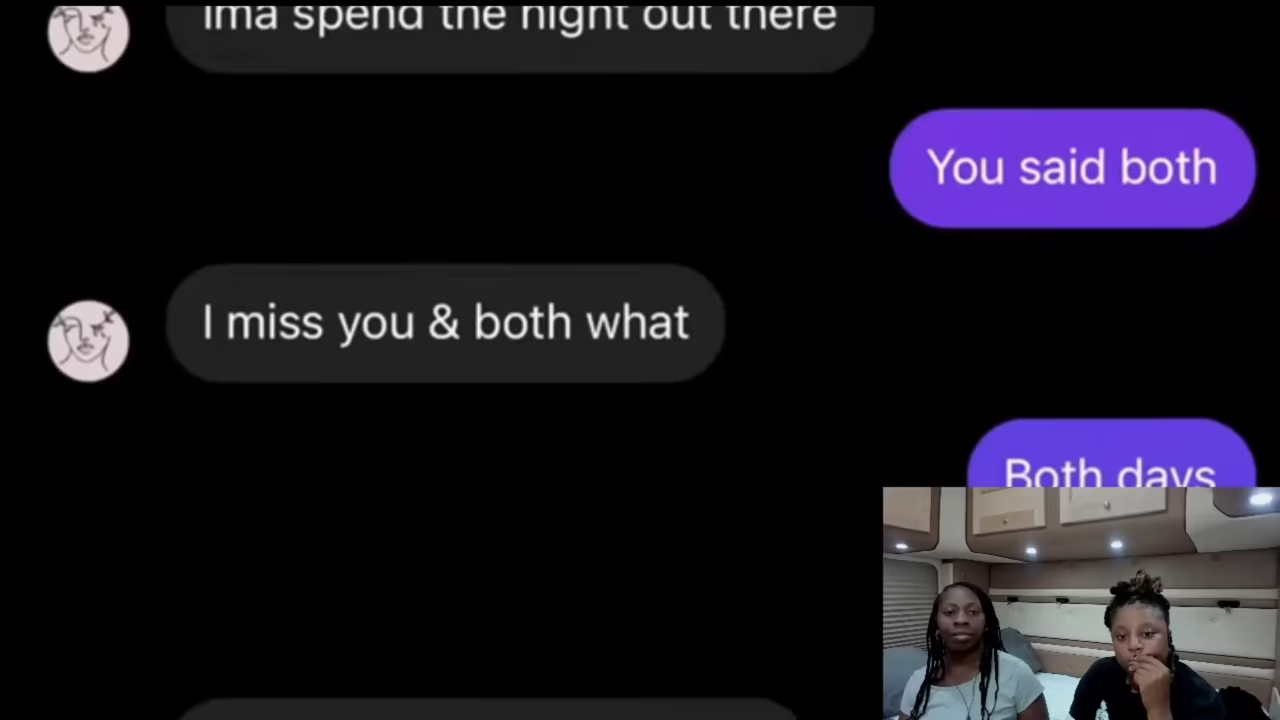 Ima spend the night out there
You said both
I miss you & both what
Both days